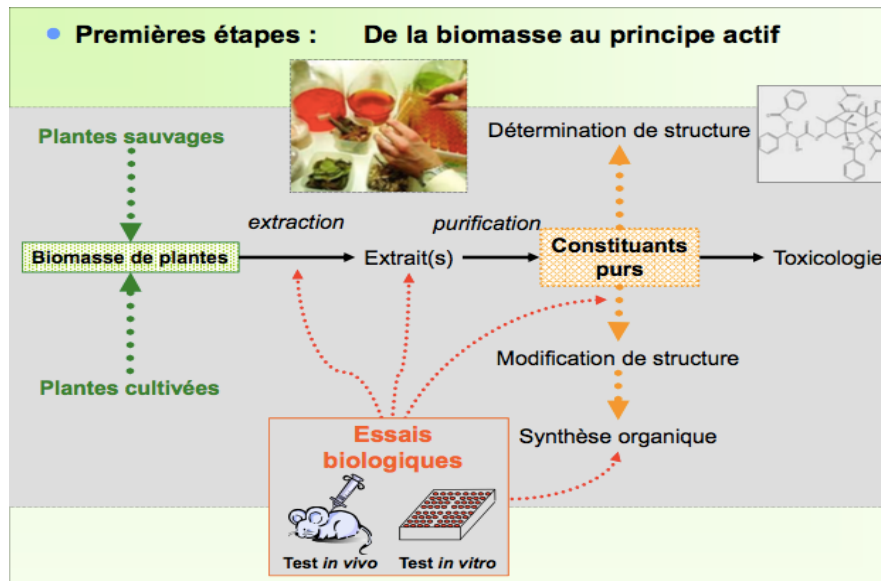 Premières étapes : De la biomasse au principe actif
Plantes sauvages
Détermination de structure
extraction
purification
Biomasse de plantes
Extrait(s)
Constituants
purs
Toxicologie
Modification de structure
Plantes cultivées
Essais
biologiques
Synthèse organique
Test in vivo
Test in vitro